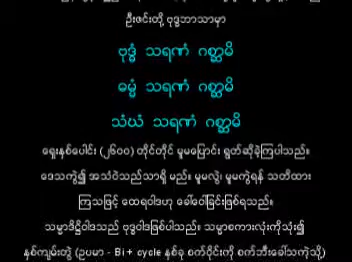 ဦးဇင်းတို့ ဗုဒ္ဓဘာသာမှာ
ဗုဒ္ဓံ သရဏံ ဂစ္ဆာမိ
ဓမ္မံ သရဏံ ဂစ္ဆာမိ
သံဃံ သရဏံ ဂစ္ဆာမိ
ရှေးနှစ်ပေါင်း (၂၆၀၀) တိုင်တိုင် မူမပြောင်း ရွတ်ဆိုခဲ့ကြပါသည်။
ဒေသကွဲ၍ အသံဝဲသည်သာရှိ မည်။ မူမလွဲ၊ မူမကွဲရန် သတိထား
ကြသဖြင့် ထေရဝါဒဟု ခေါ်ဝေါ်ခြင်းဖြစ်ရသည်။
သမ္မာဒိဋ္ဌိဝါဒသည် ဗုဒ္ဓဝါဒဖြစ်ပါသည်။ သမ္မာစကားလုံးကိုသုံး၍
နှစ်ကျမ်းတွဲ (ဥပမာ - Bi + cycle နှစ်ခု စက်ဝိုင်းကို စက်ဘီးခေါ်သကဲ့သို့)